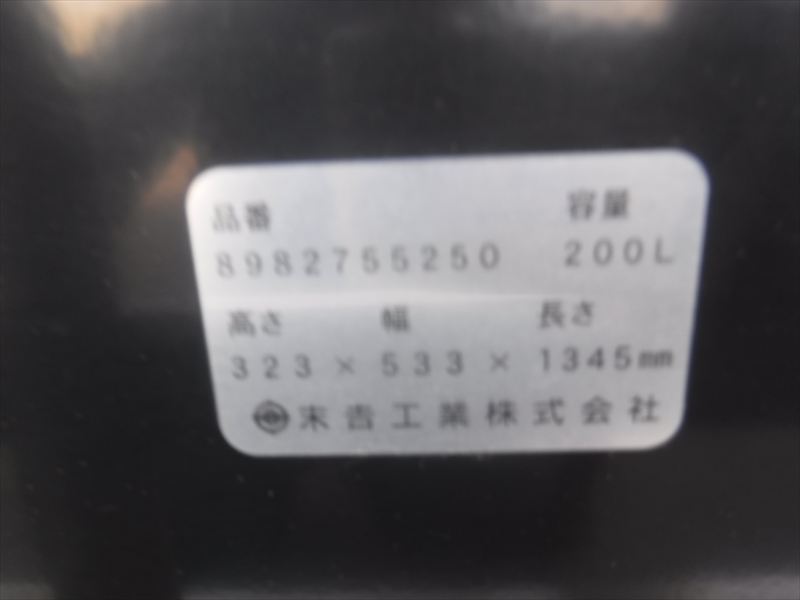 品番 容量
8982755250 200L
高さ 幅 長さ
323 × 533 × 1345mm
末吉工業株式会社